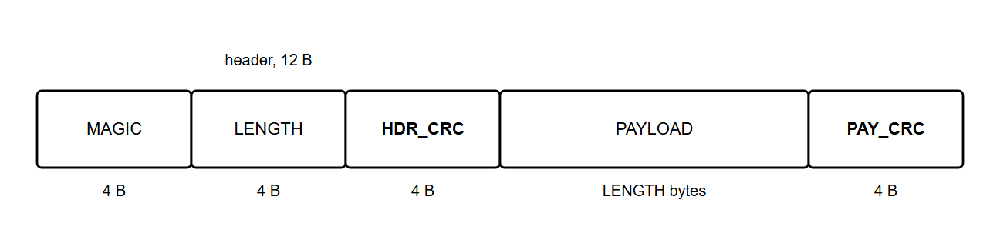 header, 12 B
MAGIC
LENGTH
HDR_CRC
PAYLOAD
PAY_CRC
4 B
4 B
4 B
LENGTH bytes
4 B